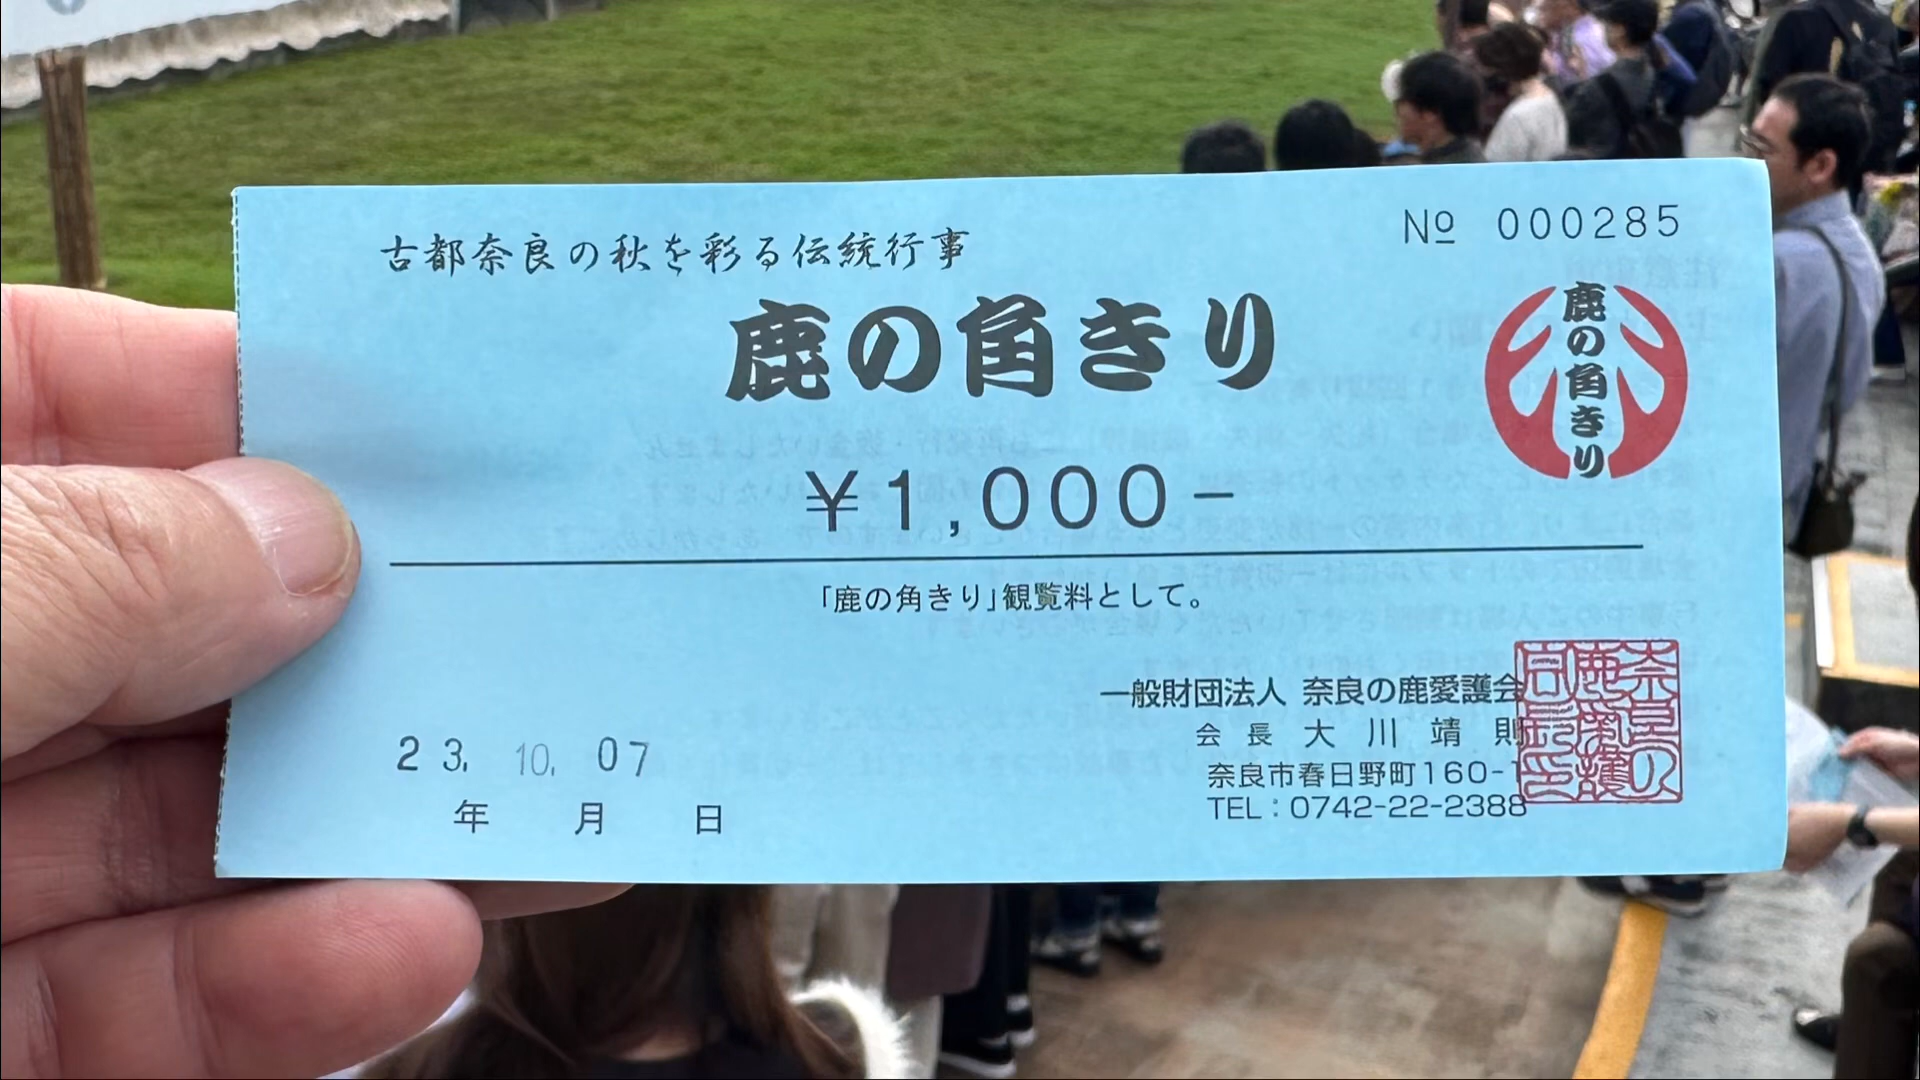 古都奈良の秋を彩る伝統行事
№ 000285
鹿の角きり
鹿の角きり
¥1,000-
「鹿の角きり」観覧料として。
一般財団法人 奈良の鹿愛護会
会長 大川靖則
奈良市春日野町160-1
TEL:0742-22-2388
23. 10. 07
年 月 日